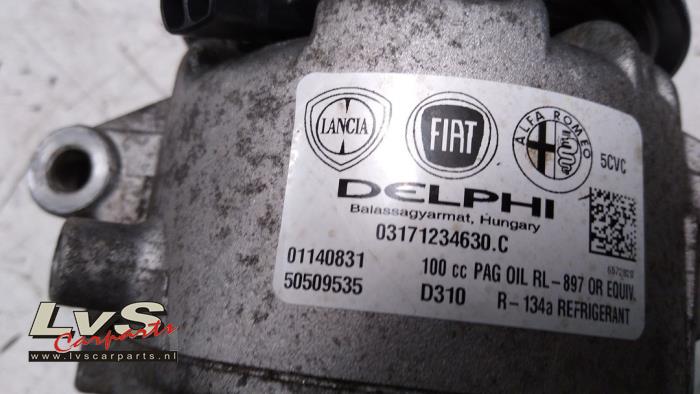 LANCIA
FIAT
ALFA ROMEO
5CVC
DELPHI
Balassagyarmat, Hungary
03171234630.C
01140831
100 cc PAG OIL RL-897 OR EQUIV.
50509535
D310
R-134a REFRIGERANT
LvS
Carparts
www.lvscarparts.nl